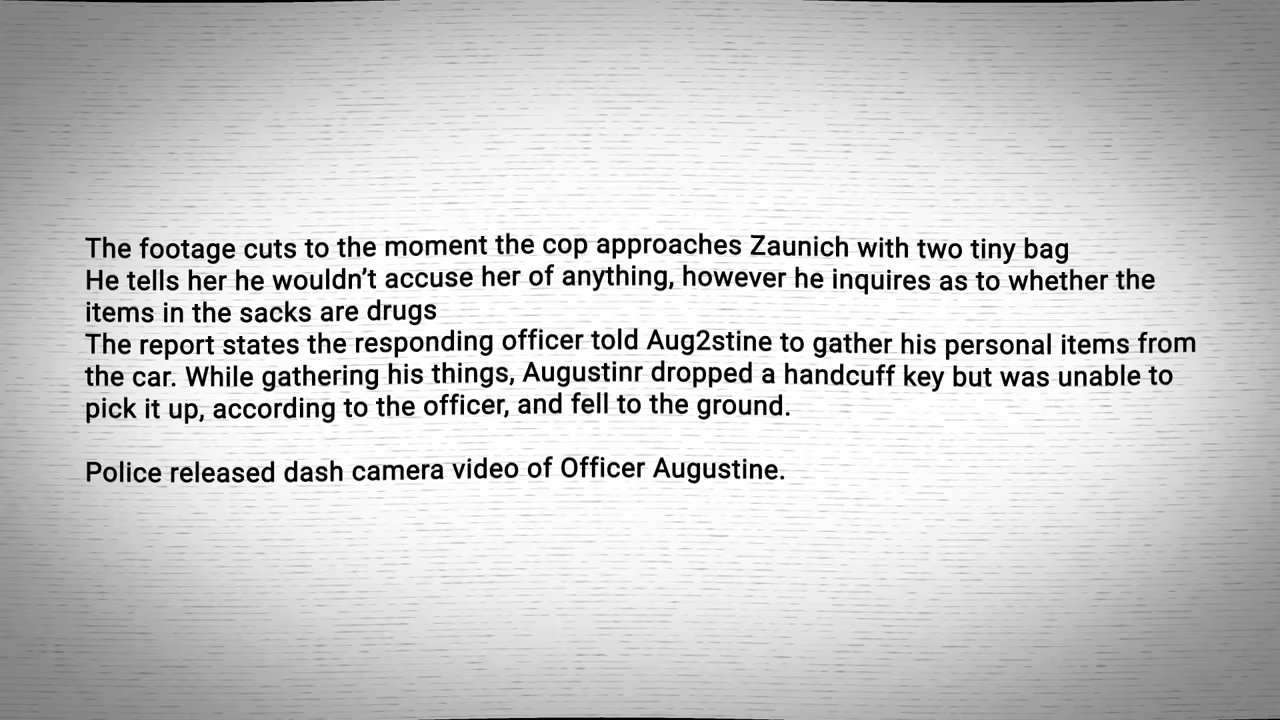 The footage cuts to the moment the cop approaches Zaunich with two tiny bag
He tells her he wouldn't accuse her of anything, however he inquires as to whether the
items in the sacks are drugs
The report states the responding officer told Aug2stine to gather his personal items from
the car. While gathering his things, Augustinr dropped a handcuff key but was unable to
pick it up, according to the officer, and fell to the ground.
Police released dash camera video of Officer Augustine.